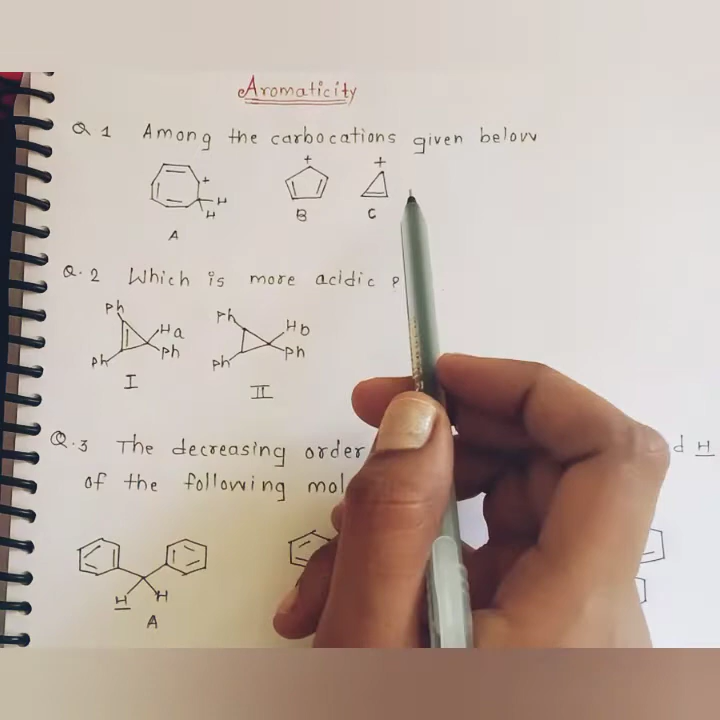 Aromaticity
Q 1 Among the carbocations given below
+ + +
H
H
A B C
Q.2 Which is more acidic ?
Ph Ha Ph Ph
I
Ph Hb Ph Ph
II
Q.3 The decreasing order d H
of the following
H H
A